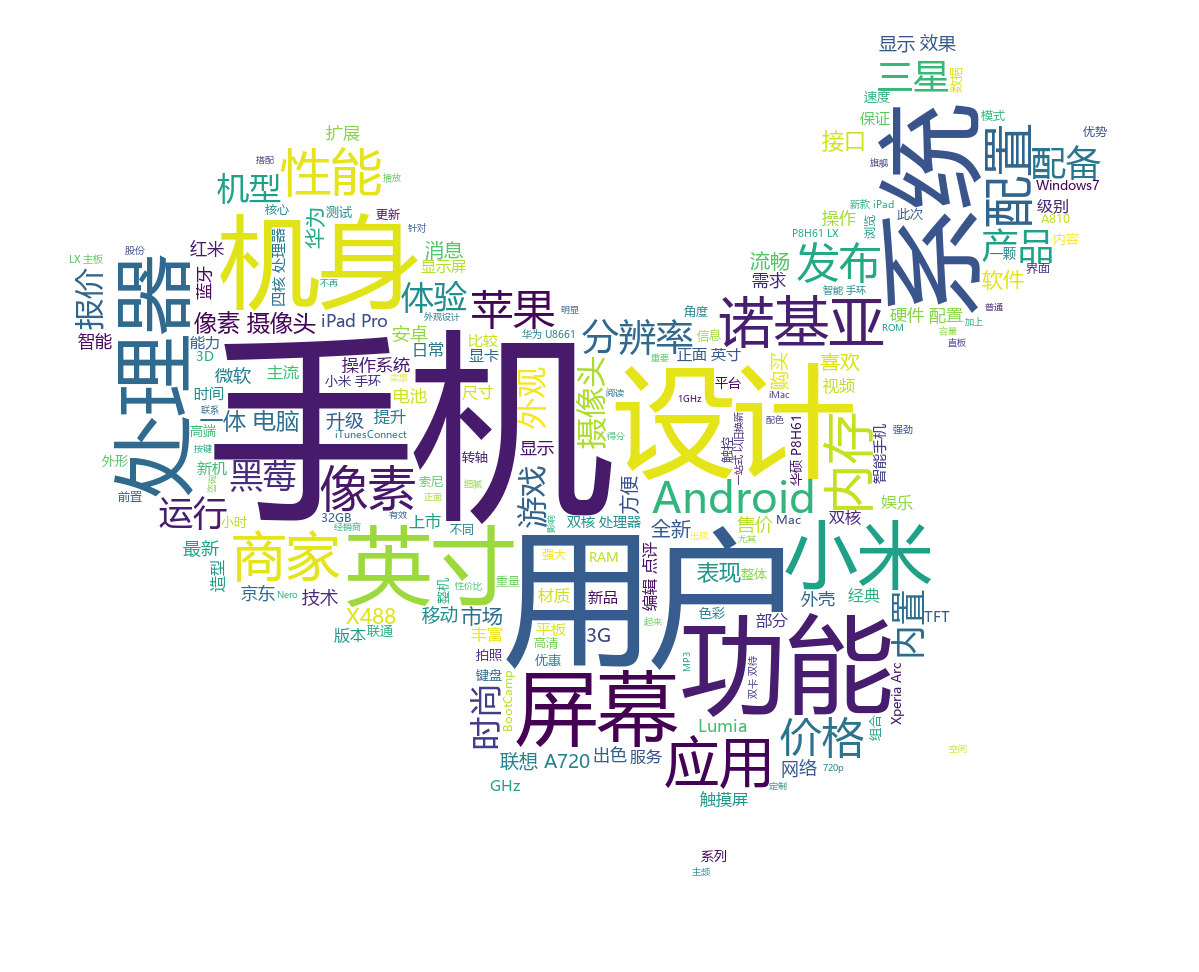 显示 效果
三星
数据
速度
保证
模式
优势
扩展
接口
系统
配置
配备
搭配
性能
旗舰
播放
机型
Windows7
核心
测试
华为
更新
新款 iPad
此次
级别
操作
浏览
A810
机身
针对
P8H61 LX
股份
红米
消息
产品
内容
LX 主板
四核 处理器
显示屏
流畅
发布
一颗
界面
蓝牙
不再
体验
需求
软件
报价
处理器
智能 手环
苹果
明显
诺基亚
普通
像素 摄像头
iPad Pro
外观设计
角度
硬件 配置
容量
加上
智能
能力
安卓
华为 U8661
分辨率
信息
ROM
直板
3D
操作系统
日常
比较
显卡
重要
正面 英寸
喜欢
微软
主流
小米 手环
手机
外观
摄像头
设计
购买
平台
视频
时间
电池
尺寸
阅读
1GHz
iMac
联系
一体 电脑
升级
提升
配色
内存
高端
iTunesConnect
得分
触控
一站式 以旧换新
华硕 P8H61
智能手机
强劲
按键
外形
新机
黑莓
像素
转轴
显示
索尼
细腻
正面
游戏
方便
Android
前置
运行
32GB
有效
上市
不同
双核 处理器
全新
售价
Mac
双核
娱乐
小时
经销商
最新
商家
英寸
用户
强大
RAM
出现
尤其
小米
造型
整机
性价比
重量
编辑 点评
表现
整体
京东
Nero
技术
材质
新品
外壳
经典
X488
移动
市场
色彩
部分
内置
TFT
版本
联通
丰富
平板
3G
起来
功能
拍照
高清
优惠
MP3
双卡 双待
键盘
屏幕
Xperia Arc
时尚
BootCamp
Lumia
价格
组合
联想 A720
出色
服务
应用
网络
720p
空间
GHz
定制
触摸屏
系列
主频